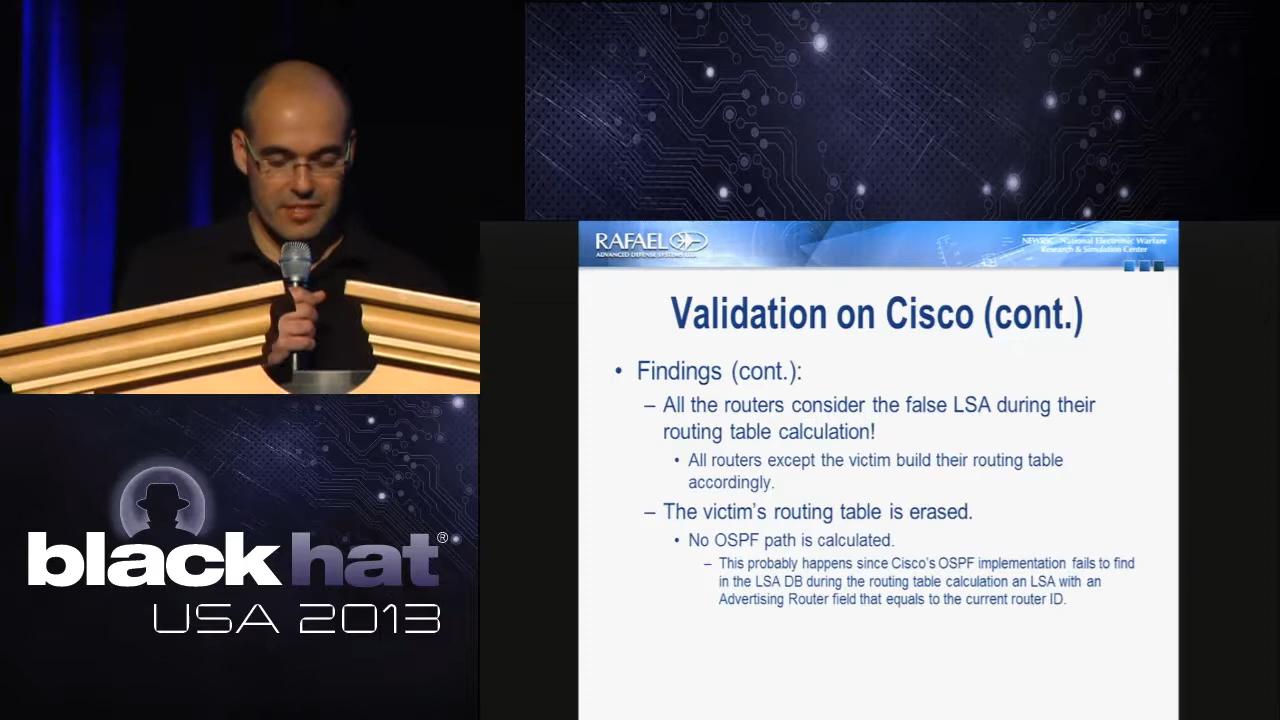 RAFAEL
ADVANCED DEFENSE SYSTEMS LTD.
NEWRSC - National Electronic Warfare
Research & Simulation Center
Validation on Cisco (cont.)
• Findings (cont.):
– All the routers consider the false LSA during their
routing table calculation!
• All routers except the victim build their routing table
accordingly.
– The victim's routing table is erased.
• No OSPF path is calculated.
– This probably happens since Cisco's OSPF implementation fails to find
in the LSA DB during the routing table calculation an LSA with an
Advertising Router field that equals to the current router ID.
blackhat®
USA 2013